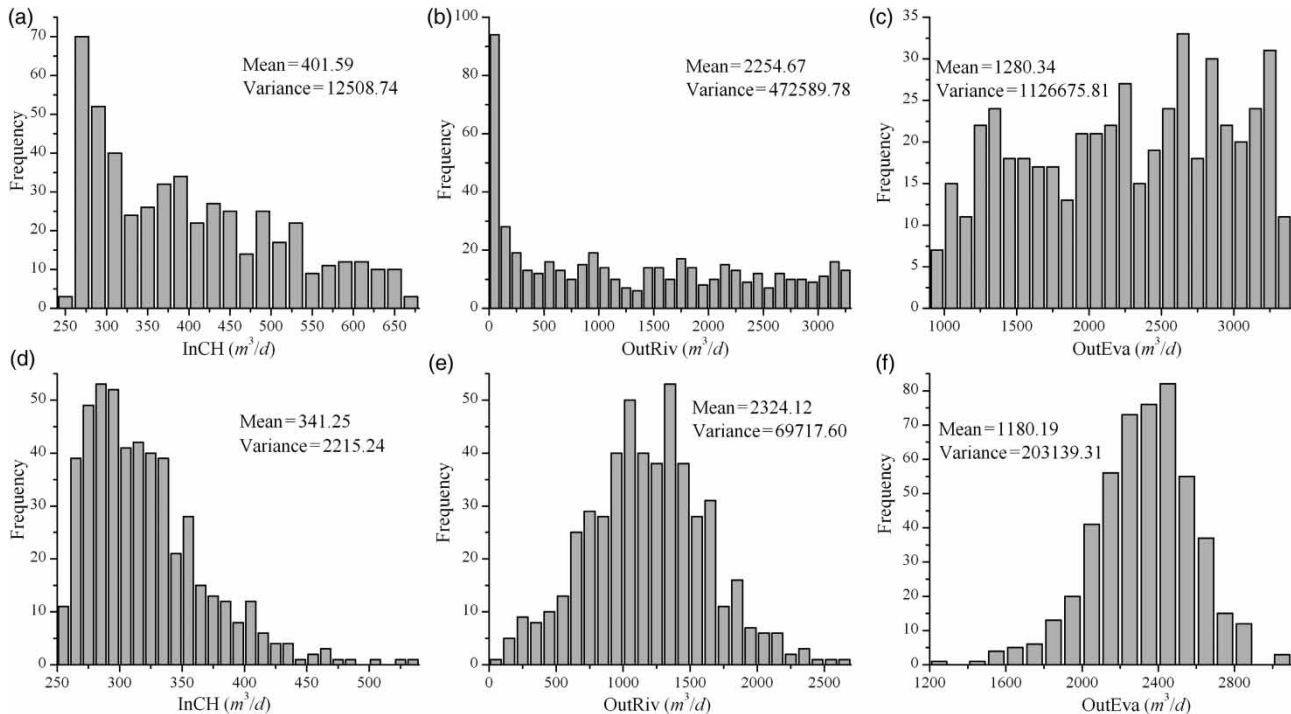 (a)
Mean=401.59
Variance=12508.74
Frequency
70
60
50
40
30
20
10
0
250 300 350 400 450 500 550 600 650
InCH (m³/d)
(b)
Mean=2254.67
Variance=472589.78
Frequency
100
80
60
40
20
0
0 500 1000 1500 2000 2500 3000
OutRiv (m³/d)
(c)
Mean=1280.34
Variance=1126675.81
Frequency
35
30
25
20
15
10
5
0
1000 1500 2000 2500 3000
OutEva (m³/d)
(d)
Mean=341.25
Variance=2215.24
Frequency
50
40
30
20
10
0
250 300 350 400 450 500
InCH (m³/d)
(e)
Mean=2324.12
Variance=69717.60
Frequency
50
40
30
20
10
0
0 500 1000 1500 2000 2500
OutRiv (m³/d)
(f)
Mean=1180.19
Variance=203139.31
Frequency
80
70
60
50
40
30
20
10
0
1200 1600 2000 2400 2800
OutEva (m³/d)